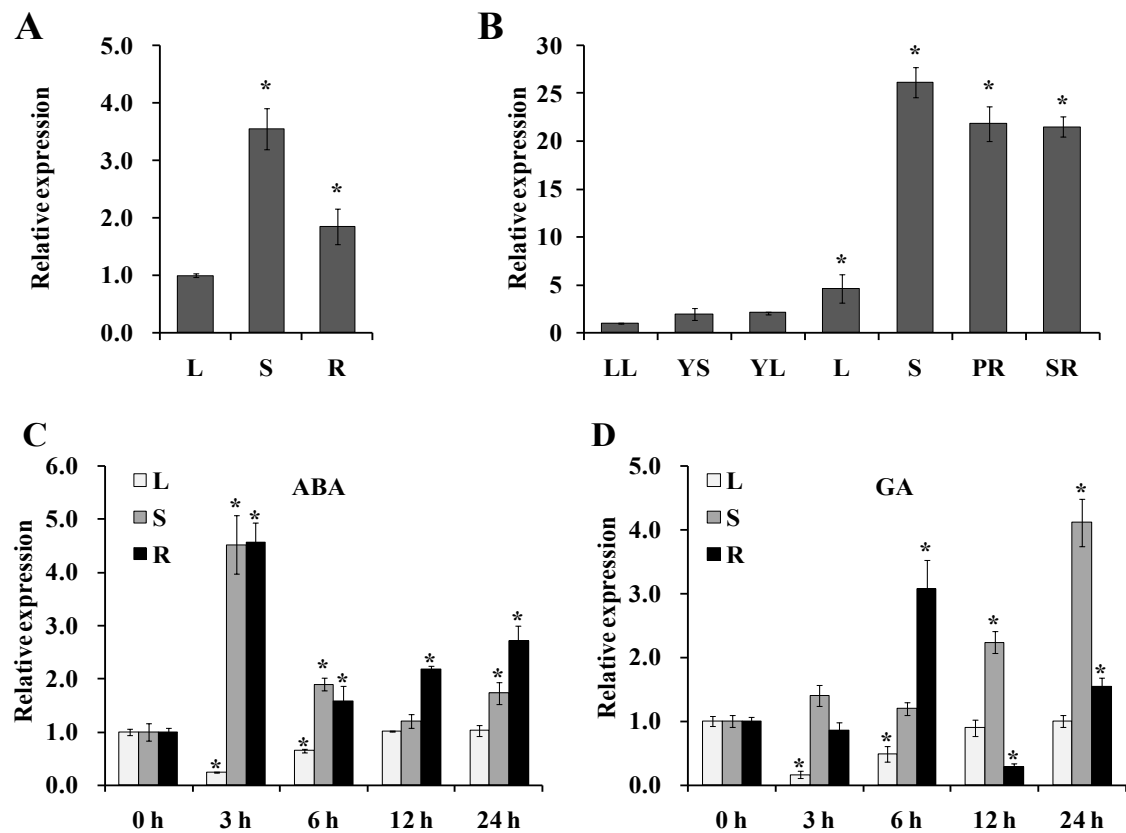 A
Relative expression
5.0
4.0
3.0
2.0
1.0
0.0
*
*
L S R
B
Relative expression
30
25
20
15
10
5
0
*
*
*
*
LL YS YL L S PR SR
C
Relative expression
6.0
5.0
4.0
3.0
2.0
1.0
0.0
L
S
R
ABA
* *
* * *
*
* *
0 h 3 h 6 h 12 h 24 h
D
Relative expression
5.0
4.0
3.0
2.0
1.0
0.0
L
S
R
GA
*
* *
* *
* *
0 h 3 h 6 h 12 h 24 h